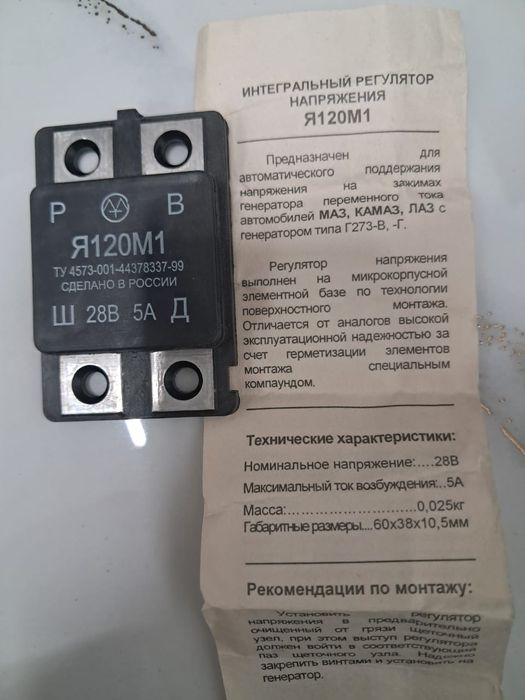 Р В
Я120М1
ТУ 4573-001-44378337-99
СДЕЛАНО В РОССИИ
Ш 28В 5А Д
ИНТЕГРАЛЬНЫЙ РЕГУЛЯТОР
НАПРЯЖЕНИЯ
Я120М1
Предназначен для
автоматического поддержания
напряжения на зажимах
генератора переменного тока
автомобилей МАЗ, КАМАЗ, ЛАЗ с
генератором типа Г273-В, -Г.
Регулятор напряжения
выполнен на микрокорпусной
элементной базе по технологии
поверхностного монтажа.
Отличается от аналогов высокой
эксплуатационной надежностью за
счет герметизации элементов
монтажа специальным
компаундом.
Технические характеристики:
Номинальное напряжение:....28В
Максимальный ток возбуждения:..5А
Масса:........................0,025кг
Габаритные размеры....60х38х10,5мм
Рекомендации по монтажу:
Установить регулятор
напряжения в предварительно
очищенный от грязи щеточный
узел, при этом выступ регулятора
должен войти в соответствующий
паз щеточного узла. Надежно
закрепить винтами и установить на
генератор.